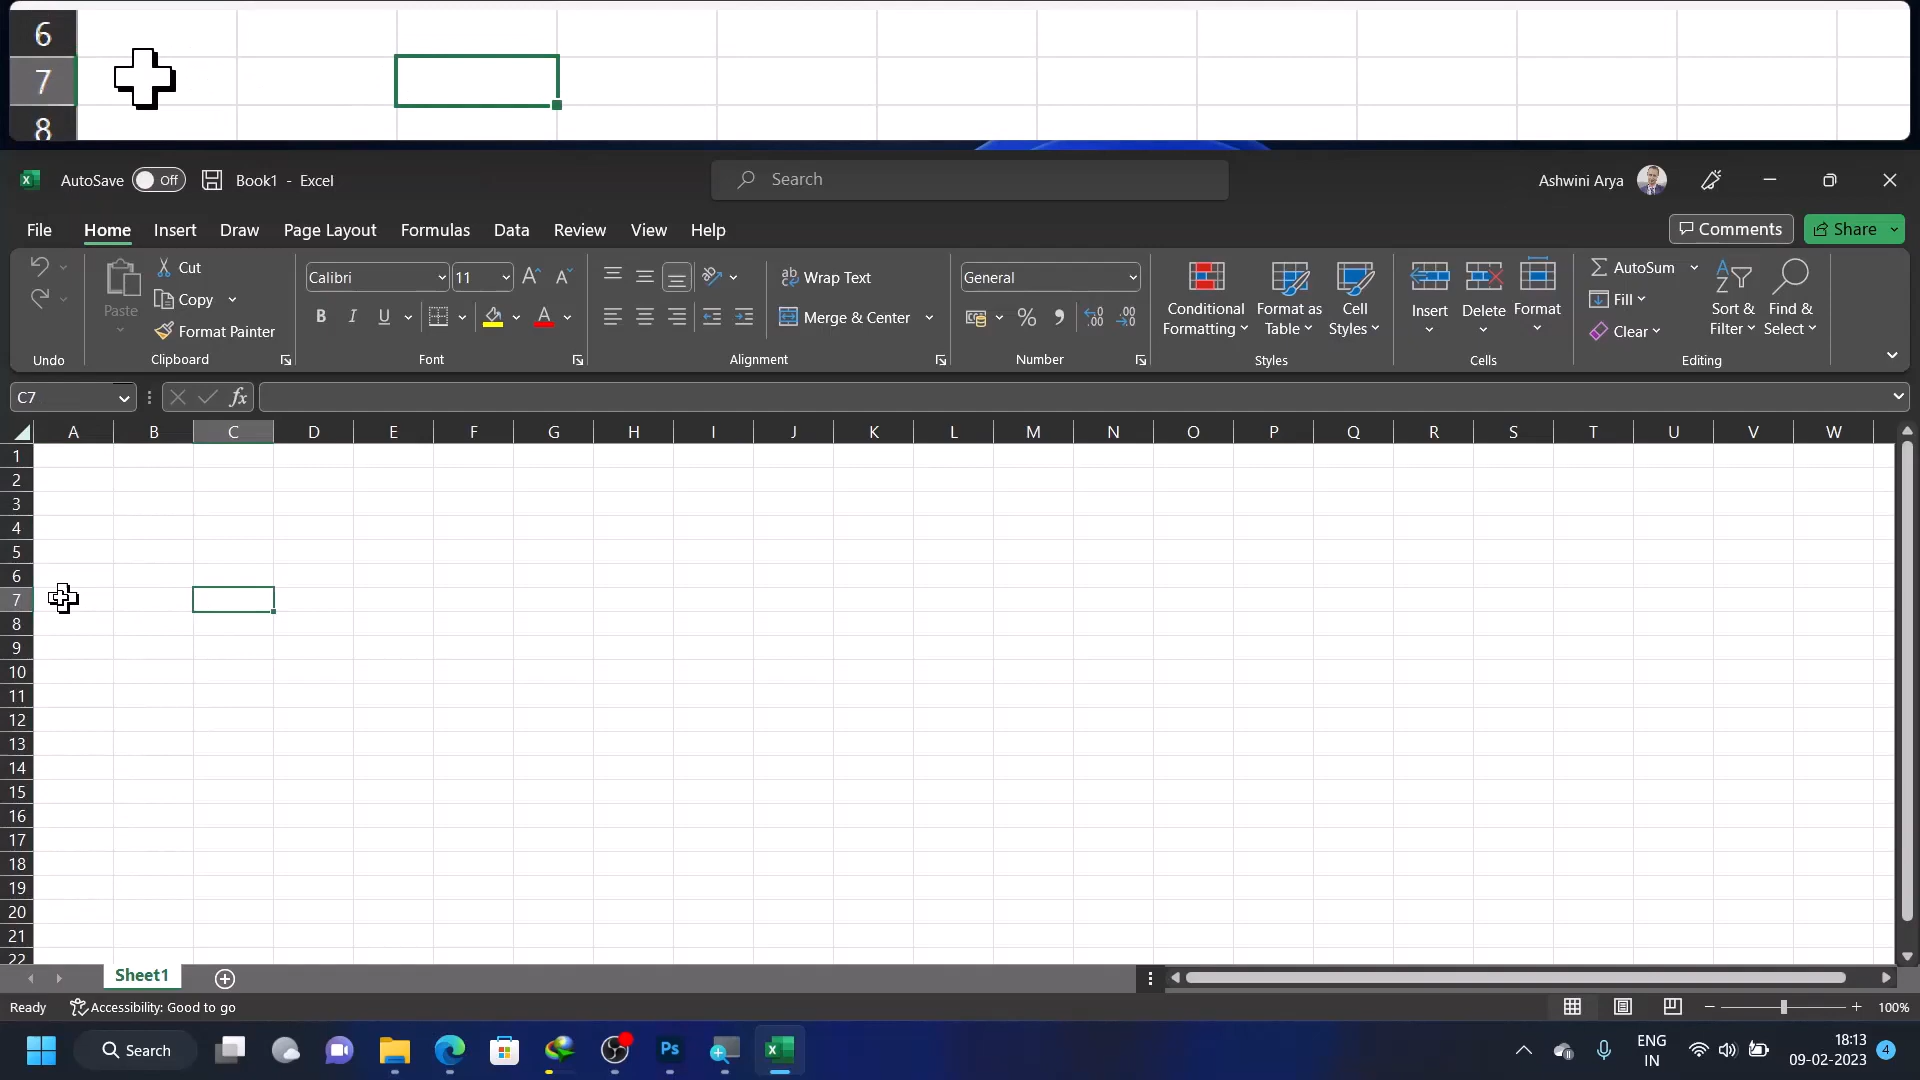 6
7
8
AutoSave Off Book1 - Excel Search Ashwini Arya
File Home Insert Draw Page Layout Formulas Data Review View Help Comments Share
Cut
Copy
Format Painter
Paste
Undo Clipboard
Calibri 11
B I U A
Font
ab Wrap Text
Merge & Center
Alignment
General
% 9 .00
Number
Conditional Formatting
Format as Table
Cell Styles
Styles
Insert Delete Format
Cells
AutoSum
Fill
Clear
Sort & Filter
Find & Select
Editing
C7 fx
A B C D E F G H I J K L M N O P Q R S T U V W
1
2
3
4
5
6
7
8
9
10
11
12
13
14
15
16
17
18
19
20
21
22
Sheet1
Ready Accessibility: Good to go 100%
Search Ps ENG IN 18:13 09-02-2023 4